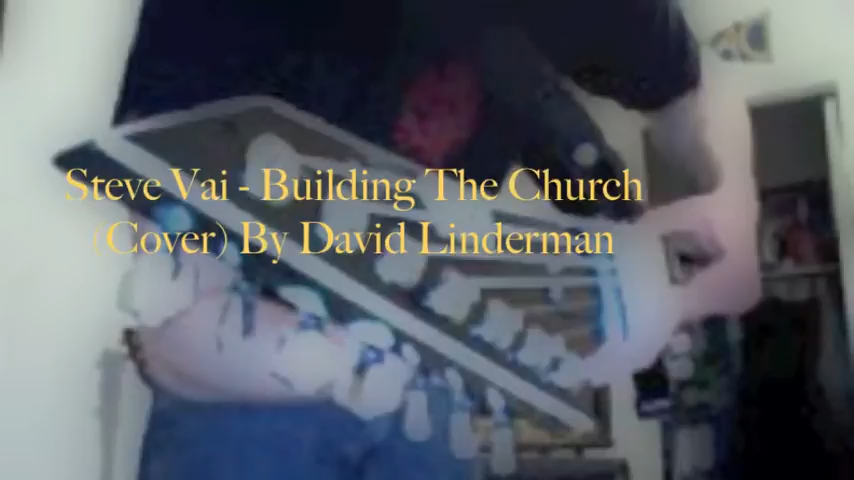 Steve Vai - Building The Church
(Cover) By David Linderman